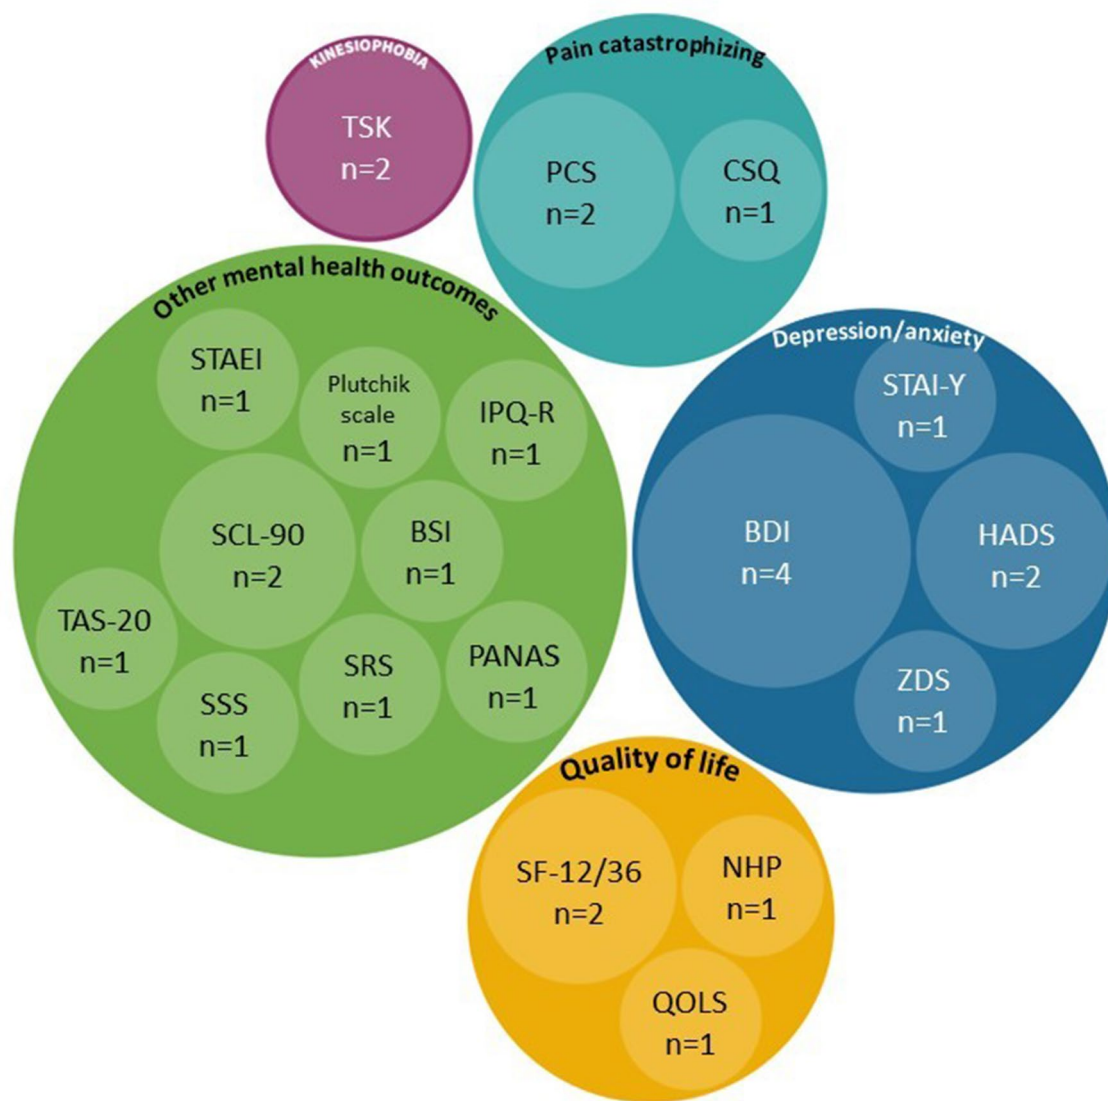 KINESIOPHOBIA
TSK
n=2
Pain catastrophizing
PCS
n=2
CSQ
n=1
Other mental health outcomes
STAEI
n=1
Plutchik
scale
n=1
IPQ-R
n=1
SCL-90
n=2
BSI
n=1
TAS-20
n=1
SSS
n=1
SRS
n=1
PANAS
n=1
Depression/anxiety
STAI-Y
n=1
BDI
n=4
HADS
n=2
ZDS
n=1
Quality of life
SF-12/36
n=2
NHP
n=1
QOLS
n=1